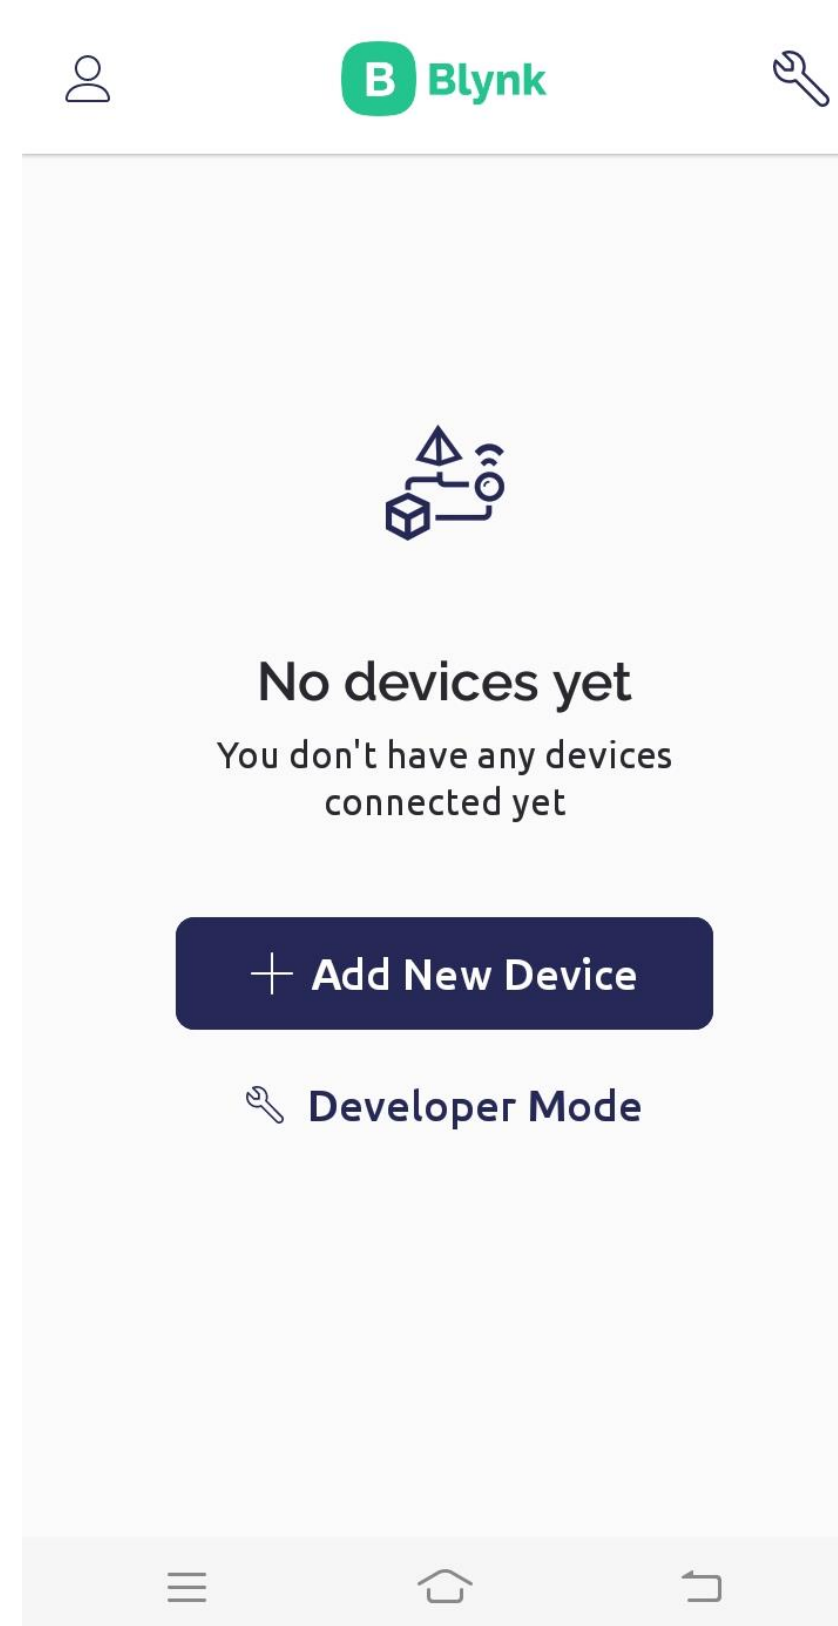 B Blynk
No devices yet
You don't have any devices
connected yet
Add New Device
Developer Mode